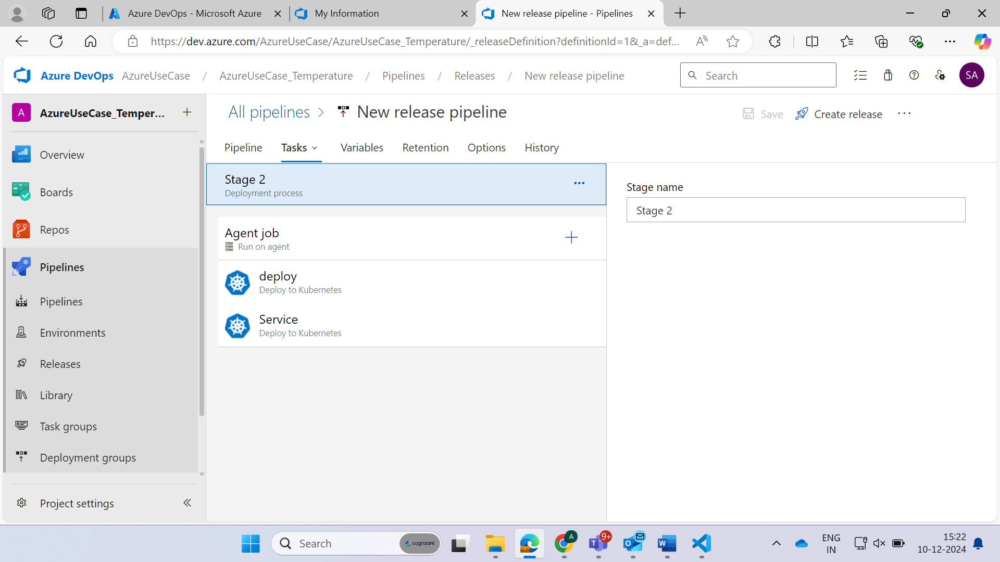 Azure DevOps - Microsoft Azure
My Information
New release pipeline - Pipelines
https://dev.azure.com/AzureUseCase/AzureUseCase_Temperature/_releaseDefinition?definitionId=1&_a=def...
Azure DevOps AzureUseCase / AzureUseCase_Temperature / Pipelines / Releases / New release pipeline
Search
SA
A AzureUseCase_Temper...
All pipelines > New release pipeline
Save
Create release
Pipeline Tasks Variables Retention Options History
Overview
Boards
Repos
Pipelines
Pipelines
Environments
Releases
Library
Task groups
Deployment groups
Project settings
Stage 2
Deployment process
Agent job
Run on agent
deploy
Deploy to Kubernetes
Service
Deploy to Kubernetes
Stage name
Stage 2
Search
cognizant
A
9+
ENG
IN
15:22
10-12-2024